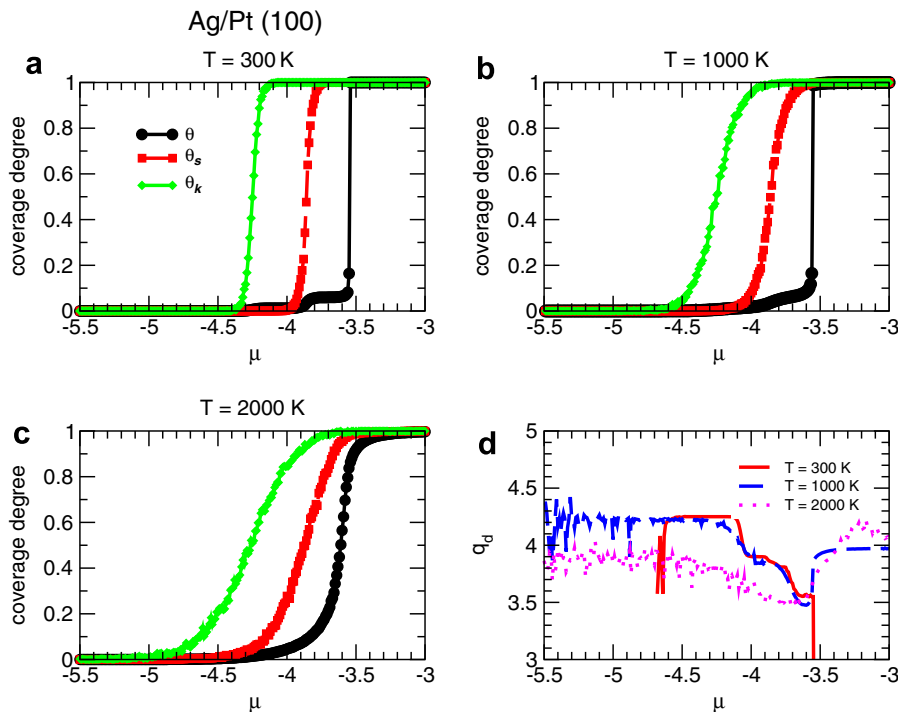 Ag/Pt (100)
a
T = 300 K
coverage degree
1
0.8
0.6
0.4
0.2
0
-5.5
-5
-4.5
-4
-3.5
-3
μ
θ
θs
θk
b
T = 1000 K
coverage degree
1
0.8
0.6
0.4
0.2
0
-5.5
-5
-4.5
-4
-3.5
-3
μ
c
T = 2000 K
coverage degree
1
0.8
0.6
0.4
0.2
0
-5.5
-5
-4.5
-4
-3.5
-3
μ
d
qd
5
4.5
4
3.5
3
-5.5
-5
-4.5
-4
-3.5
-3
μ
T = 300 K
T = 1000 K
T = 2000 K